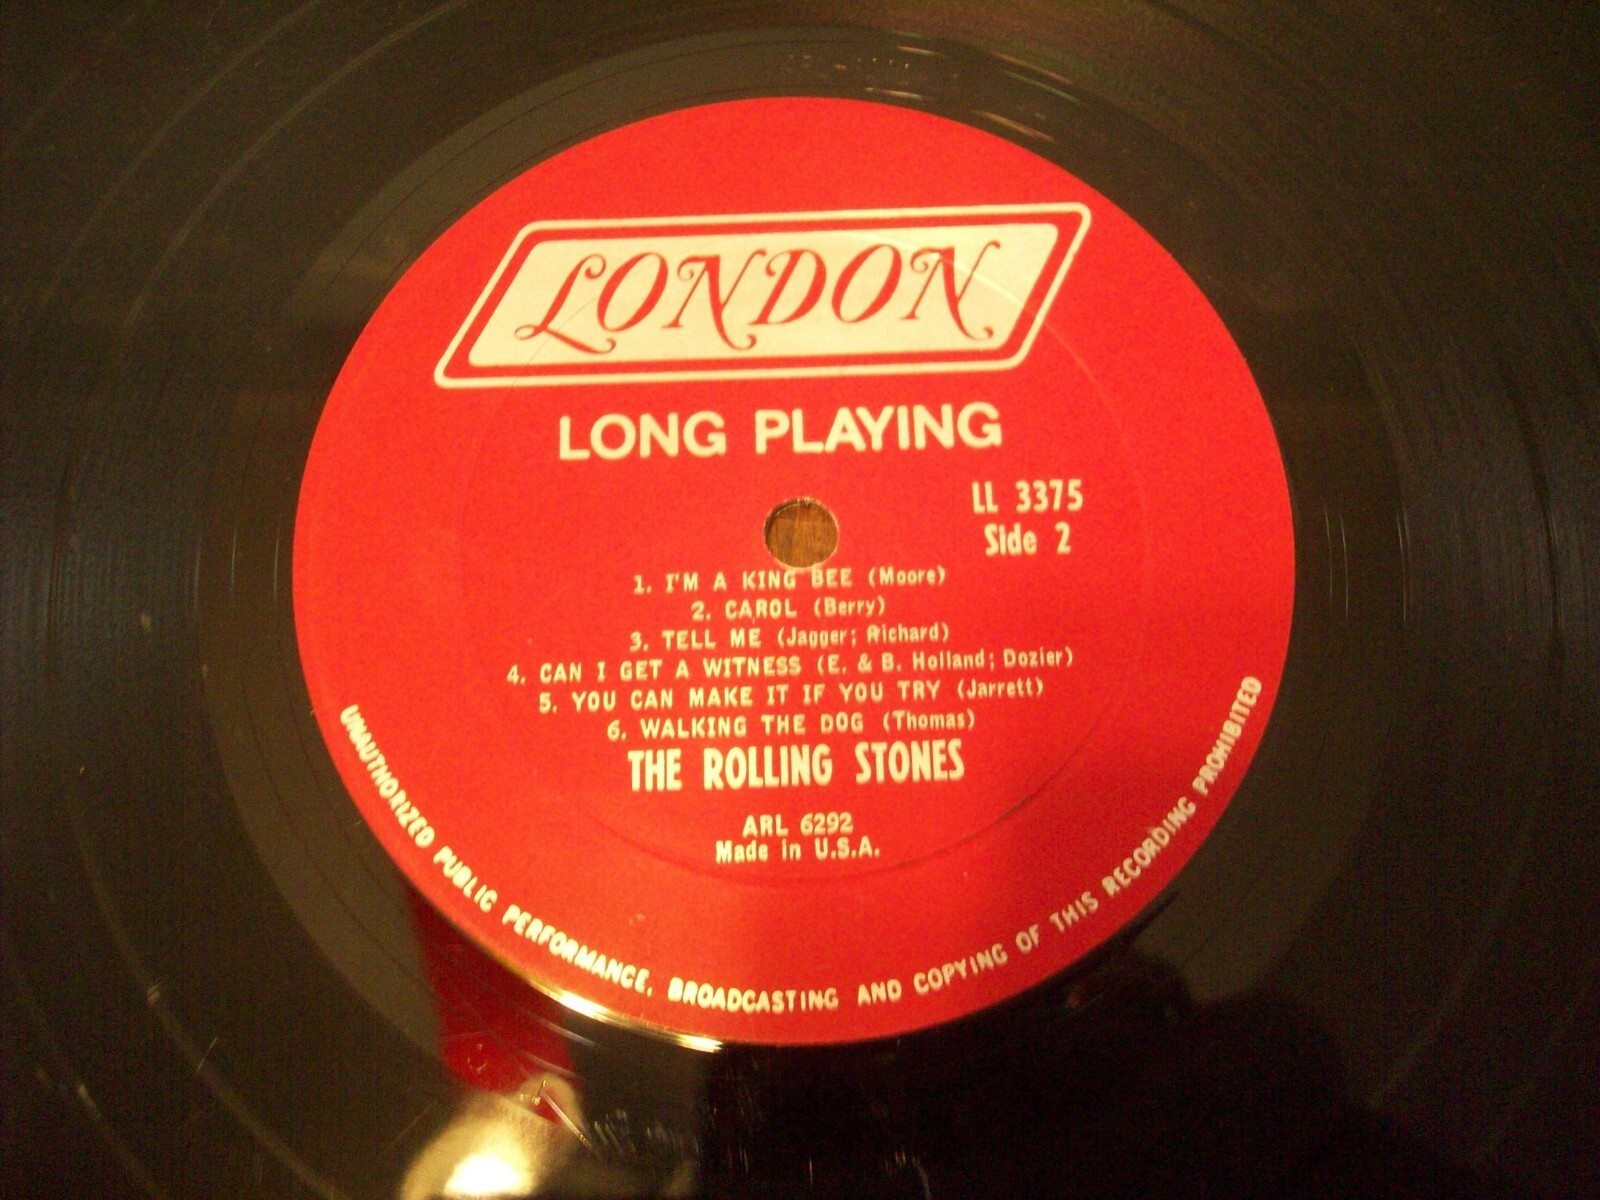 LONDON
LONG PLAYING
LL 3375
Side 2
1. I'M A KING BEE (Moore)
2. CAROL (Berry)
3. TELL ME (Jagger; Richard)
4. CAN I GET A WITNESS (E. & B. Holland; Dozier)
5. YOU CAN MAKE IT IF YOU TRY (Jarrett)
6. WALKING THE DOG (Thomas)
THE ROLLING STONES
ARL 6292
Made in U.S.A.
UNAUTHORIZED PUBLIC PERFORMANCE, BROADCASTING AND COPYING OF THIS RECORDING PROHIBITED